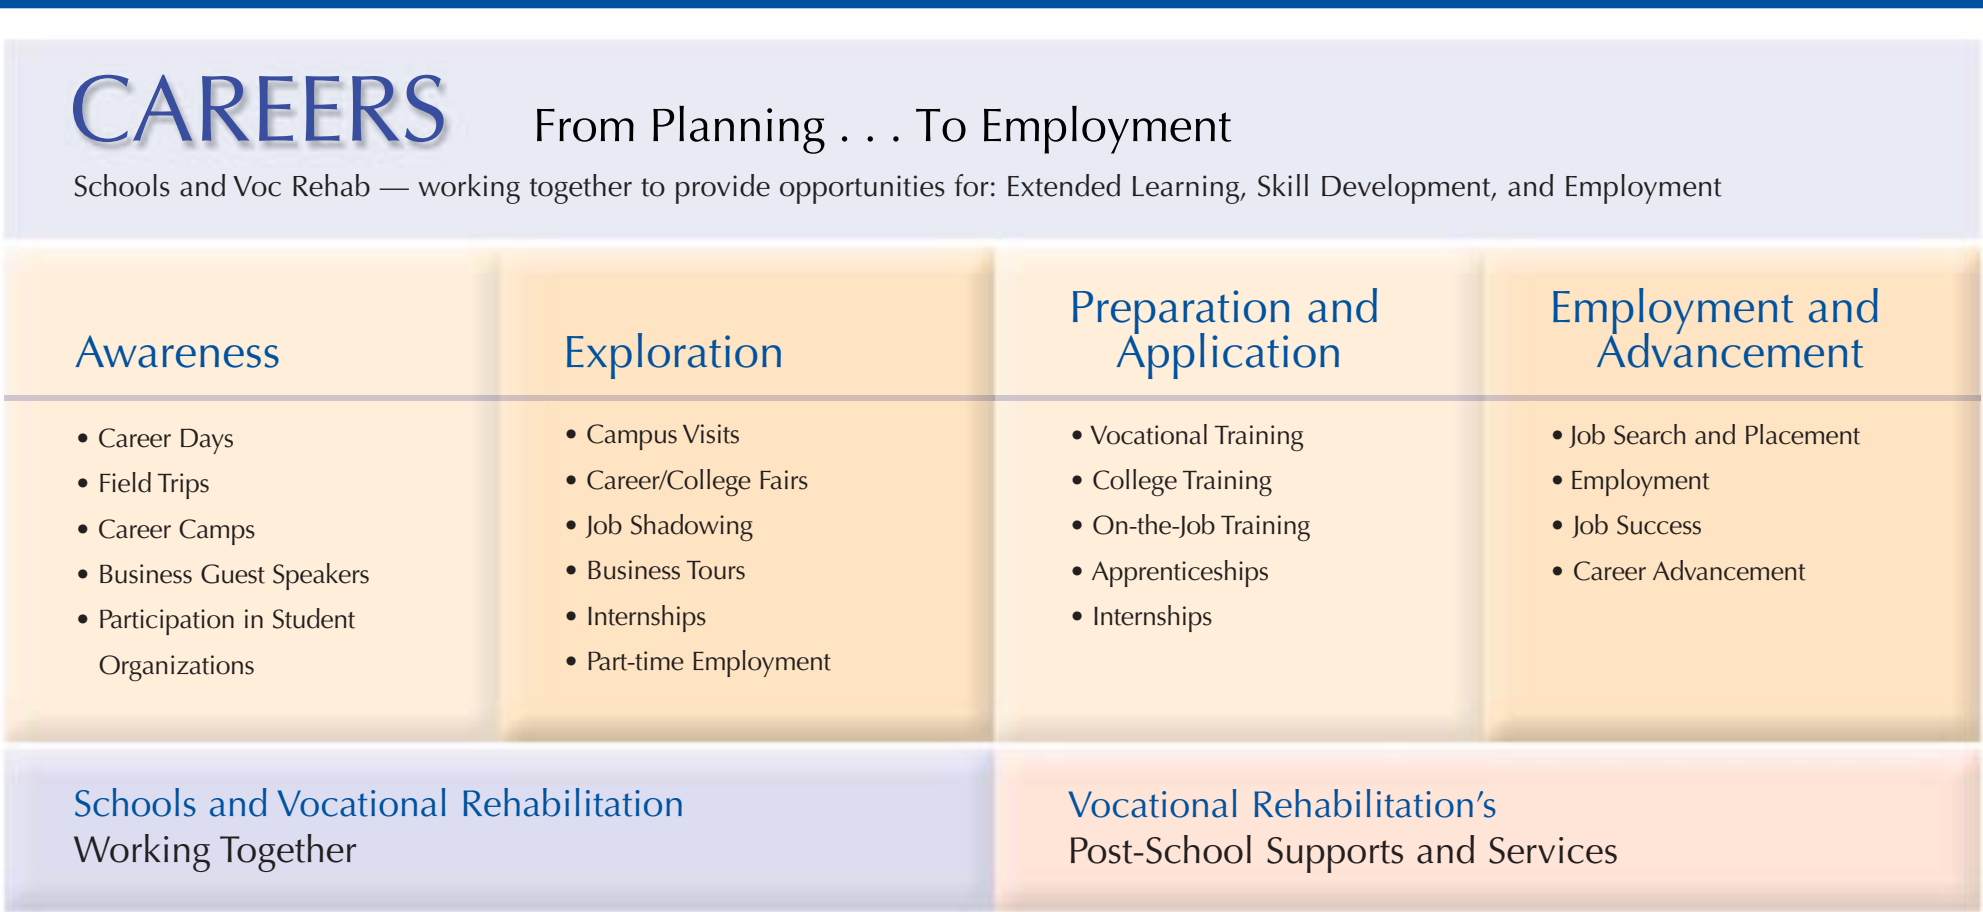 CAREERS From Planning . . . To Employment
Schools and Voc Rehab — working together to provide opportunities for: Extended Learning, Skill Development, and Employment
Awareness
• Career Days
• Field Trips
• Career Camps
• Business Guest Speakers
• Participation in Student
Organizations
Exploration
• Campus Visits
• Career/College Fairs
• Job Shadowing
• Business Tours
• Internships
• Part-time Employment
Preparation and
Application
• Vocational Training
• College Training
• On-the-Job Training
• Apprenticeships
• Internships
Employment and
Advancement
• Job Search and Placement
• Employment
• Job Success
• Career Advancement
Schools and Vocational Rehabilitation
Working Together
Vocational Rehabilitation’s
Post-School Supports and Services